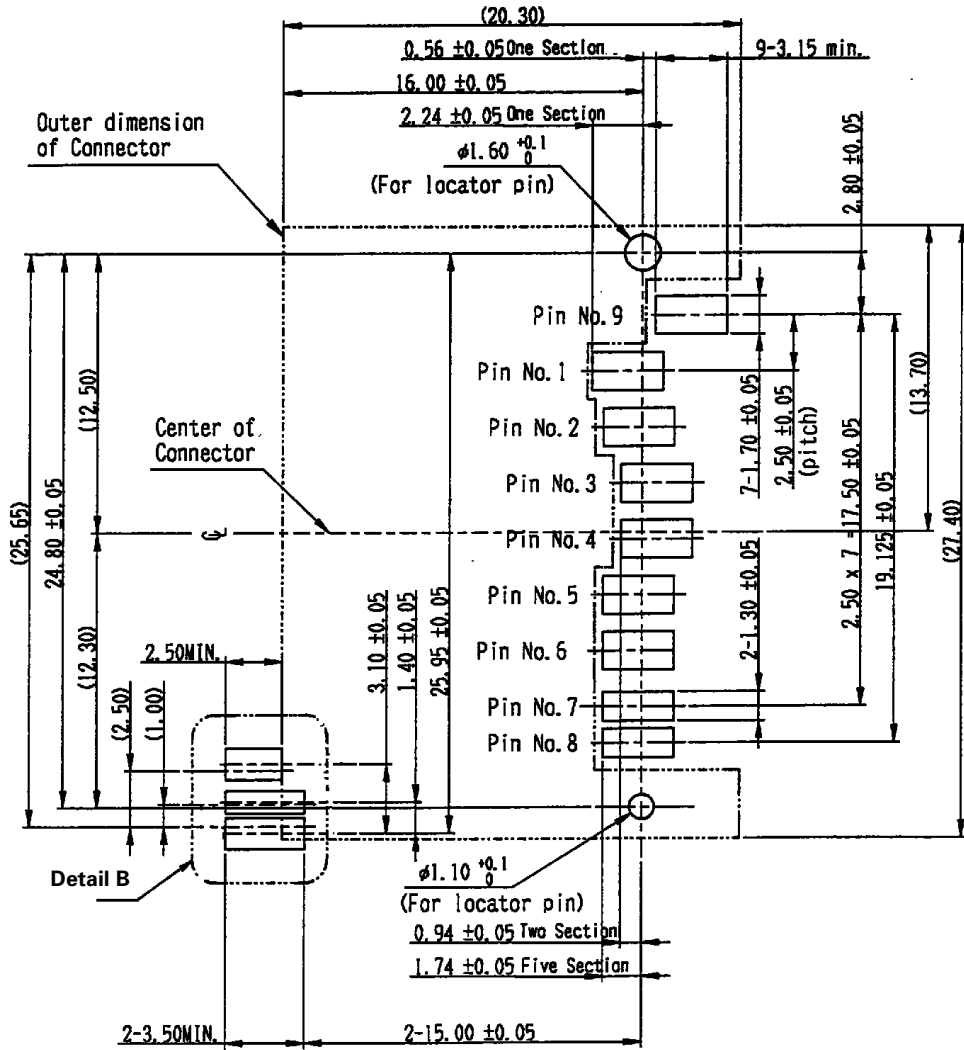 (20.30)
0.56 ±0.05 One Section
9-3.15 min.
16.00 ±0.05
2.24 ±0.05 One Section
Outer dimension
of Connector
φ1.60 +0.1 0
(For locator pin)
2.80 ±0.05
Pin No.9
Pin No.1
Pin No.2
Pin No.3
Pin No.4
Pin No.5
Pin No.6
Pin No.7
Pin No.8
(12.50)
Center of
Connector
℄
(25.65)
24.80 ±0.05
(12.30)
7-1.70 ±0.05
2.50 ±0.05
(pitch)
(13.70)
2.50 x 7 =17.50 ±0.05
19.125 ±0.05
(27.40)
2-1.30 ±0.05
3.10 ±0.05
1.40 ±0.05
25.95 ±0.05
2.50MIN.
(2.50)
(1.00)
Detail B
φ1.10 +0.1 0
(For locator pin)
0.94 ±0.05 Two Section
1.74 ±0.05 Five Section
2-3.50MIN.
2-15.00 ±0.05